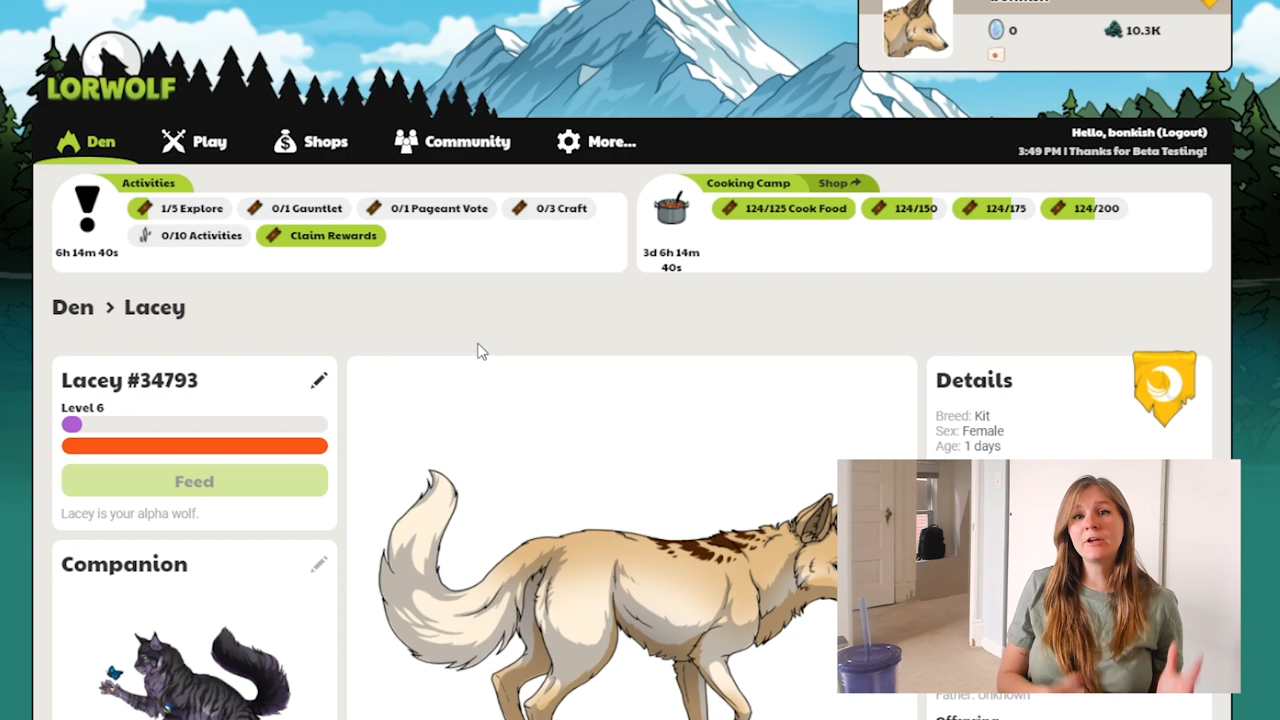 0
10.3K
LORWOLF
Den
Play
Shops
Community
More...
Hello, bonkish (Logout)
3:49 PM | Thanks for Beta Testing!
Activities
1/5 Explore
0/1 Gauntlet
0/1 Pageant Vote
0/3 Craft
0/10 Activities
Claim Rewards
6h 14m 40s
Cooking Camp
Shop
124/125 Cook Food
124/150
124/175
124/200
3d 6h 14m
40s
Den > Lacey
Lacey #34793
Level 6
Feed
Lacey is your alpha wolf.
Companion
Details
Breed: Kit
Sex: Female
Age: 1 days
Father: Unknown